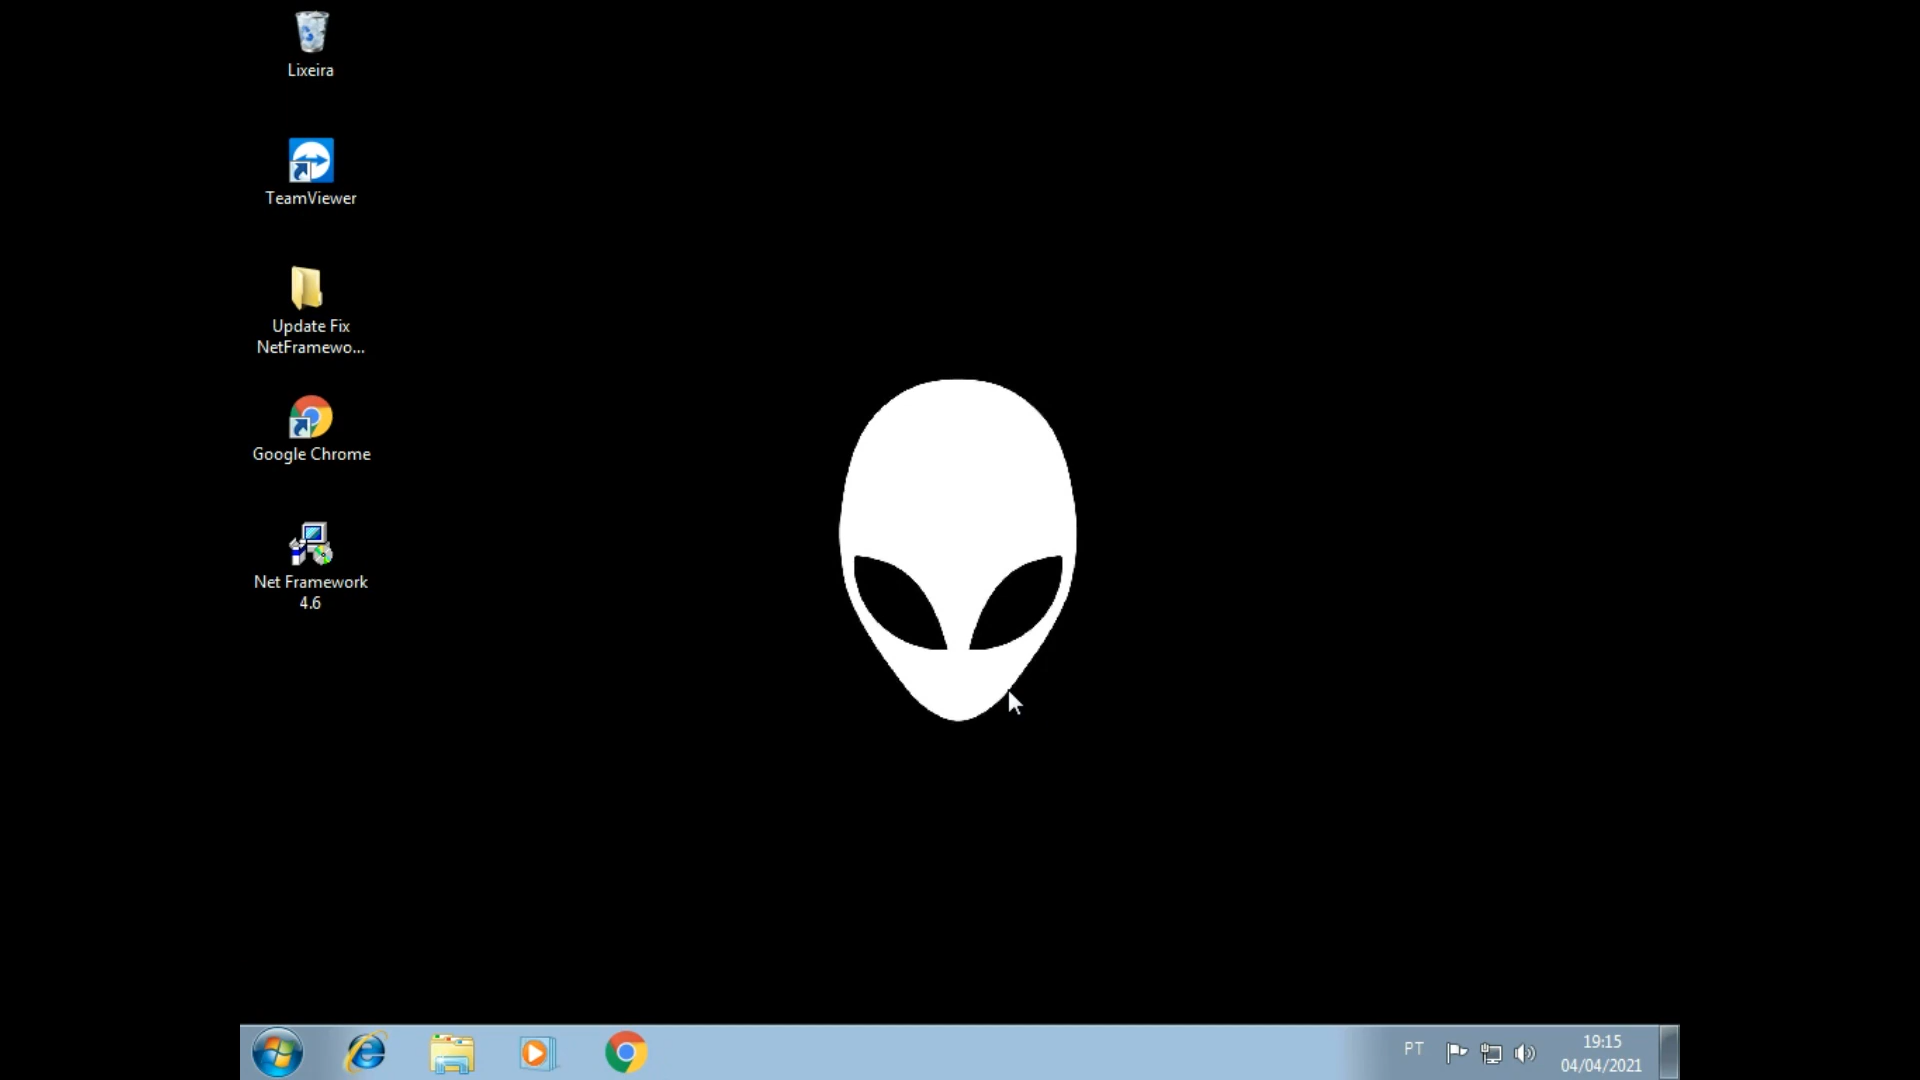 Lixeira
TeamViewer
Update Fix
NetFramewo...
Google Chrome
Net Framework
4.6
PT
19:15
04/04/2021